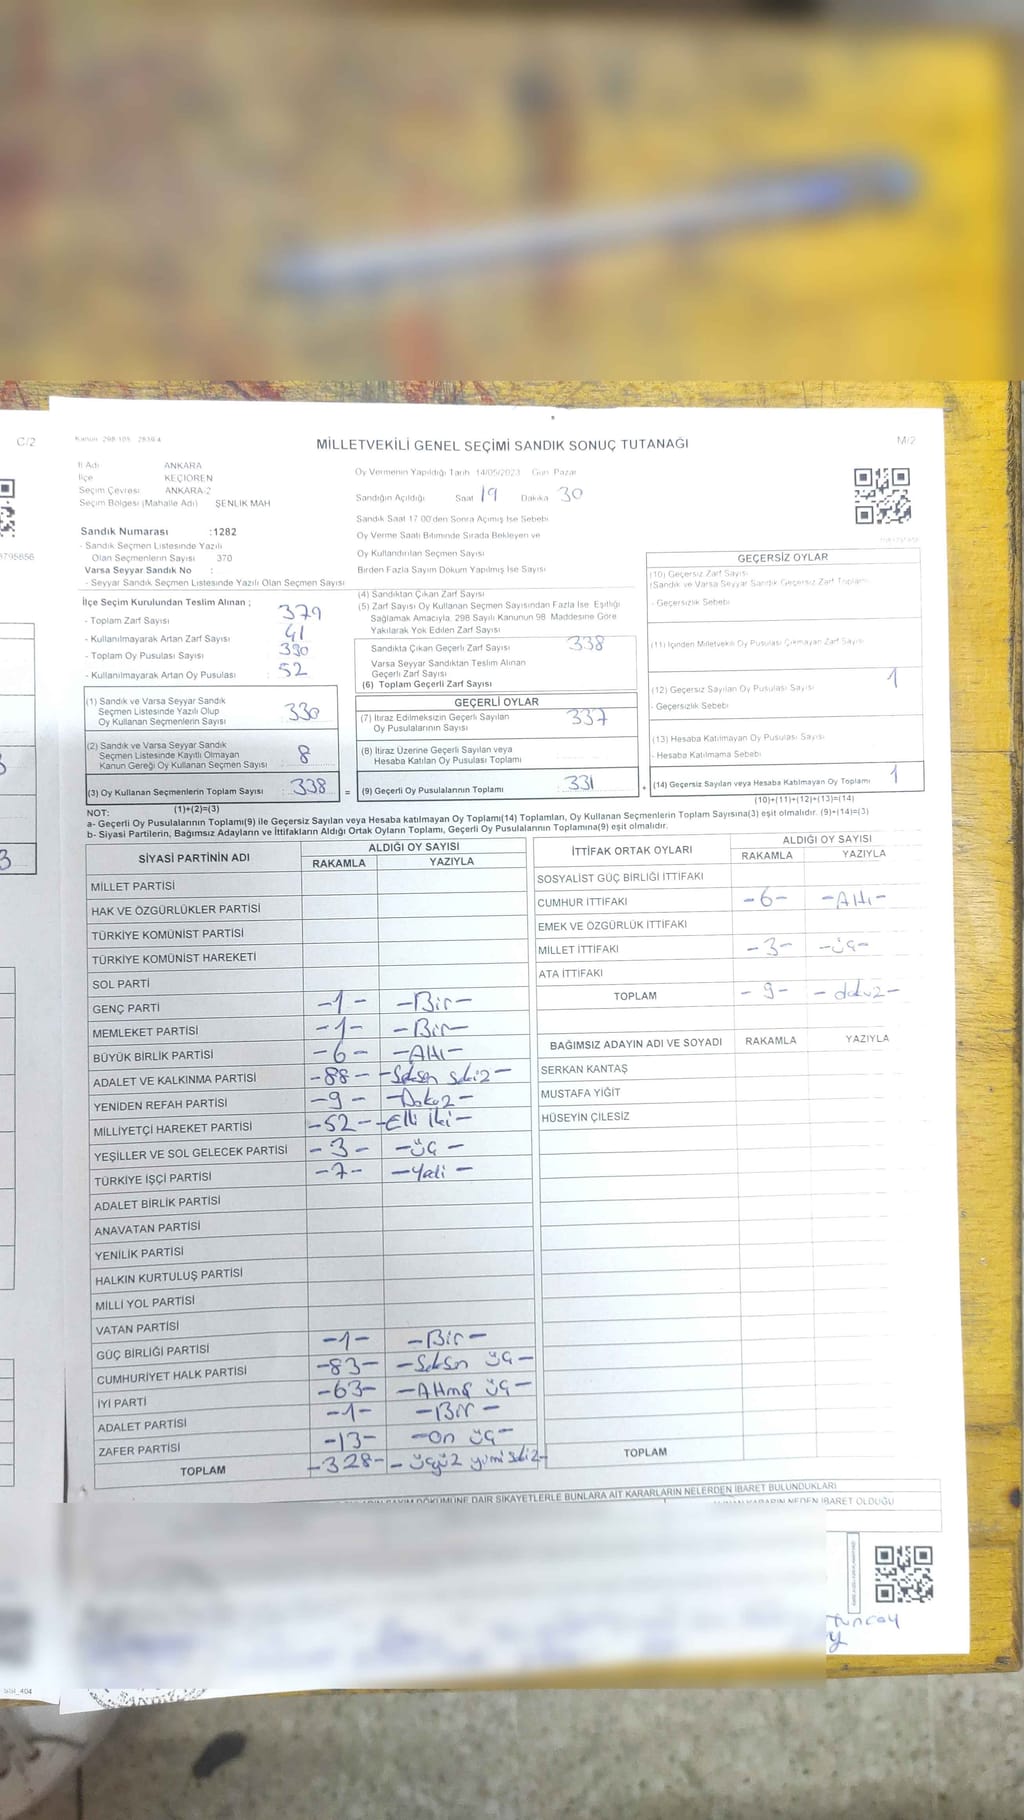 C/2
Kanun: 298-105 2839-4
MİLLETVEKİLİ GENEL SEÇİMİ SANDIK SONUÇ TUTANAĞI
M/2
İl Adı ANKARA
İlçe KEÇİÖREN
Seçim Çevresi ANKARA-2
Seçim Bölgesi (Mahalle Adı) ŞENLİK MAH
Sandık Numarası :1282
- Sandık Seçmen Listesinde Yazılı
Olan Seçmenlerin Sayısı 370
Varsa Seyyar Sandık No :
- Seyyar Sandık Seçmen Listesinde Yazılı Olan Seçmen Sayısı
Oy Vermenin Yapıldığı Tarih 14/05/2023 Gün Pazar
Sandığın Açıldığı Saat 19 Dakika 30
Sandık Saat 17.00'den Sonra Açılmış İse Sebebi
Oy Verme Saati Bitiminde Sırada Bekleyen ve
Oy Kullandırılan Seçmen Sayısı
Birden Fazla Sayım Döküm Yapılmış İse Sayısı
İlçe Seçim Kurulundan Teslim Alınan ;
- Toplam Zarf Sayısı : 379
- Kullanılmayarak Artan Zarf Sayısı : 41
- Toplam Oy Pusulası Sayısı : 390
- Kullanılmayarak Artan Oy Pusulası : 52
(4) Sandıktan Çıkan Zarf Sayısı
(5) Zarf Sayısı Oy Kullanan Seçmen Sayısından Fazla İse Eşitliği
Sağlamak Amacıyla, 298 Sayılı Kanunun 98. Maddesine Göre
Yakılarak Yok Edilen Zarf Sayısı
Sandıkta Çıkan Geçerli Zarf Sayısı 338
Varsa Seyyar Sandıktan Teslim Alınan
Geçerli Zarf Sayısı
(6) Toplam Geçerli Zarf Sayısı
GEÇERSİZ OYLAR
(10) Geçersiz Zarf Sayısı
(Sandık ve Varsa Seyyar Sandık Geçersiz Zarf Toplamı
- Geçersizlik Sebebi
(11) İçinden Milletvekili Oy Pusulası Çıkmayan Zarf Sayısı
(12) Geçersiz Sayılan Oy Pusulası Sayısı 1
- Geçersizlik Sebebi
(13) Hesaba Katılmayan Oy Pusulası Sayısı
- Hesaba Katılmama Sebebi
(14) Geçersiz Sayılan veya Hesaba Katılmayan Oy Toplamı 1
(10)+(11)+(12)+(13)=(14)
(1) Sandık ve Varsa Seyyar Sandık
Seçmen Listesinde Yazılı Olup
Oy Kullanan Seçmenlerin Sayısı : 330
(2) Sandık ve Varsa Seyyar Sandık
Seçmen Listesinde Kayıtlı Olmayan
Kanun Gereği Oy Kullanan Seçmen Sayısı : 8
(3) Oy Kullanan Seçmenlerin Toplam Sayısı : 338 =
(1)+(2)=(3)
GEÇERLİ OYLAR
(7) İtiraz Edilmeksizin Geçerli Sayılan
Oy Pusulalarının Sayısı 337
(8) İtiraz Üzerine Geçerli Sayılan veya
Hesaba Katılan Oy Pusulası Toplamı
(9) Geçerli Oy Pusulalarının Toplamı 331 +
NOT:
a- Geçerli Oy Pusulalarının Toplamı(9) ile Geçersiz Sayılan veya Hesaba katılmayan Oy Toplamı(14) Toplamları, Oy Kullanan Seçmenlerin Toplam Sayısına(3) eşit olmalıdır. (9)+(14)=(3)
b- Siyasi Partilerin, Bağımsız Adayların ve İttifakların Aldığı Ortak Oyların Toplamı, Geçerli Oy Pusulalarının Toplamına(9) eşit olmalıdır.
SİYASİ PARTİNİN ADI ALDIĞI OY SAYISI
RAKAMLA YAZIYLA
MİLLET PARTİSİ
HAK VE ÖZGÜRLÜKLER PARTİSİ
TÜRKİYE KOMÜNİST PARTİSİ
TÜRKİYE KOMÜNİST HAREKETİ
SOL PARTİ
GENÇ PARTİ -1- -Bir-
MEMLEKET PARTİSİ -1- -Bir-
BÜYÜK BİRLİK PARTİSİ -6- -Altı-
ADALET VE KALKINMA PARTİSİ -88- -Seksen Sekiz-
YENİDEN REFAH PARTİSİ -9- -Dokuz-
MİLLİYETÇİ HAREKET PARTİSİ -52- -Elli iki-
YEŞİLLER VE SOL GELECEK PARTİSİ -3- -üç-
TÜRKİYE İŞÇİ PARTİSİ -7- -Yedi-
ADALET BİRLİK PARTİSİ
ANAVATAN PARTİSİ
YENİLİK PARTİSİ
HALKIN KURTULUŞ PARTİSİ
MİLLİ YOL PARTİSİ
VATAN PARTİSİ
GÜÇ BİRLİĞİ PARTİSİ -1- -Bir-
CUMHURİYET HALK PARTİSİ -83- -Seksen üç-
İYİ PARTİ -63- -Altmış üç-
ADALET PARTİSİ -1- -Bir-
ZAFER PARTİSİ -13- -On üç-
TOPLAM -328- -üçyüz yirmi sekiz-
İTTİFAK ORTAK OYLARI ALDIĞI OY SAYISI
RAKAMLA YAZIYLA
SOSYALİST GÜÇ BİRLİĞİ İTTİFAKI
CUMHUR İTTİFAKI -6- -Altı-
EMEK VE ÖZGÜRLÜK İTTİFAKI
MİLLET İTTİFAKI -3- -üç-
ATA İTTİFAKI
TOPLAM -9- -dokuz-
BAĞIMSIZ ADAYIN ADI VE SOYADI RAKAMLA YAZIYLA
SERKAN KANTAŞ
MUSTAFA YİĞİT
HÜSEYİN ÇİLESİZ
TOPLAM
DÖKÜMÜNE DAİR ŞİKAYETLERLE BUNLARA AİT KARARLARIN NELERDEN İBARET BULUNDUKLARI
KARARIN NEDEN İBARET OLDUĞU
Tuncay